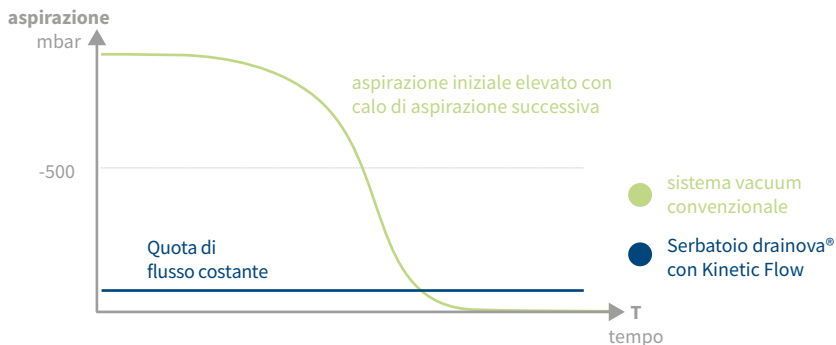 aspirazione
mbar
aspirazione iniziale elevato con
calo di aspirazione successiva
-500
sistema vacuum
convenzionale
Quota di
flusso costante
Serbatoio drainova®
con Kinetic Flow
T
tempo